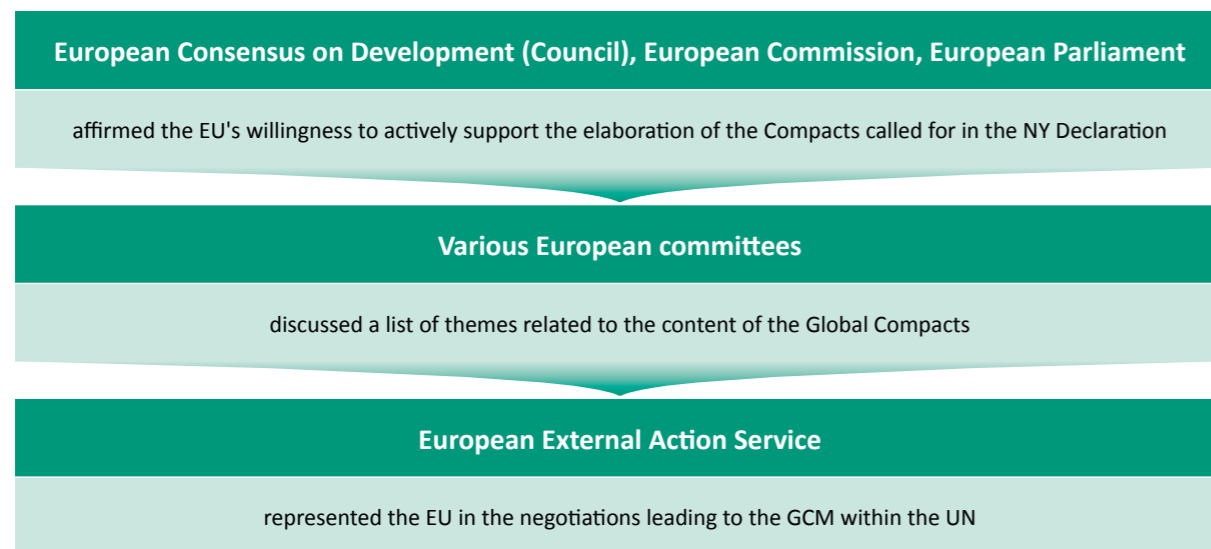 European Consensus on Development (Council), European Commission, European Parliament
affirmed the EU's willingness to actively support the elaboration of the Compacts called for in the NY Declaration
Various European committees
discussed a list of themes related to the content of the Global Compacts
European External Action Service
represented the EU in the negotiations leading to the GCM within the UN